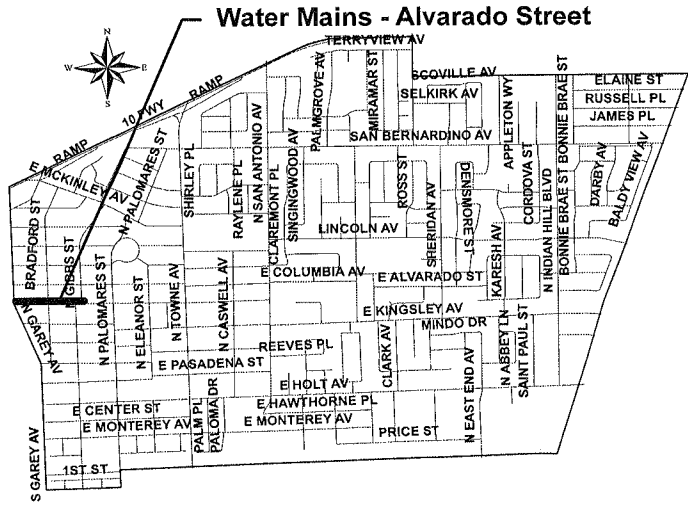 Water Mains - Alvarado Street
TERRYVIEW AV
N
W E
S
SCOVILLE AV
ELAINE ST
SELKIRK AV
RUSSELL PL
JAMES PL
RAMP
10 FWY
RAMP
PALMGROVE AV
MIRAMAR ST
SAN BERNARDINO AV
APPLETON WY
BONNIE BRAE ST
E MCKINLEY AV
N PALOMARES ST
SHIRLEY PL
RAYLENE PL
N SAN ANTONIO AV
CLAREMONT PL
SINGINGWOOD AV
ROSS ST
SHERIDAN AV
DENSMORE ST
CORDOVA ST
N INDIAN HILL BLVD
BONNIE BRAE ST
DARBY AV
BALDY VIEW AV
LINCOLN AV
BRADFORD ST
N GIBBS ST
E COLUMBIA AV
E ALVARADO ST
KARESH AV
N GAREY AV
N PALOMARES ST
N ELEANOR ST
N TOWNE AV
N CASWELL AV
E KINGSLEY AV
MINDO DR
REEVES PL
CLARK AV
N ABBEY LN
SAINT PAUL ST
E PASADENA ST
E HOLT AV
E CENTER ST
E HAWTHORNE PL
E MONTEREY AV
PALM PL
PALOMA DR
E MONTEREY AV
PRICE ST
N EAST END AV
S GAREY AV
1ST ST